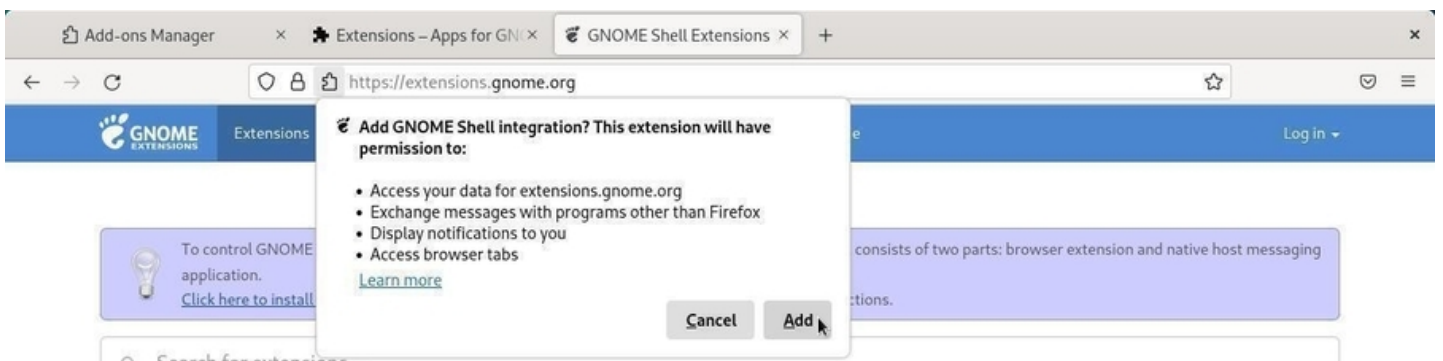 Add-ons Manager
Extensions – Apps for GN
GNOME Shell Extensions
https://extensions.gnome.org
GNOME
EXTENSIONS
Extensions
Log in
Add GNOME Shell integration? This extension will have
permission to:
• Access your data for extensions.gnome.org
• Exchange messages with programs other than Firefox
• Display notifications to you
• Access browser tabs
Learn more
Cancel
Add
To control GNOME
consists of two parts: browser extension and native host messaging
application.
Click here to install